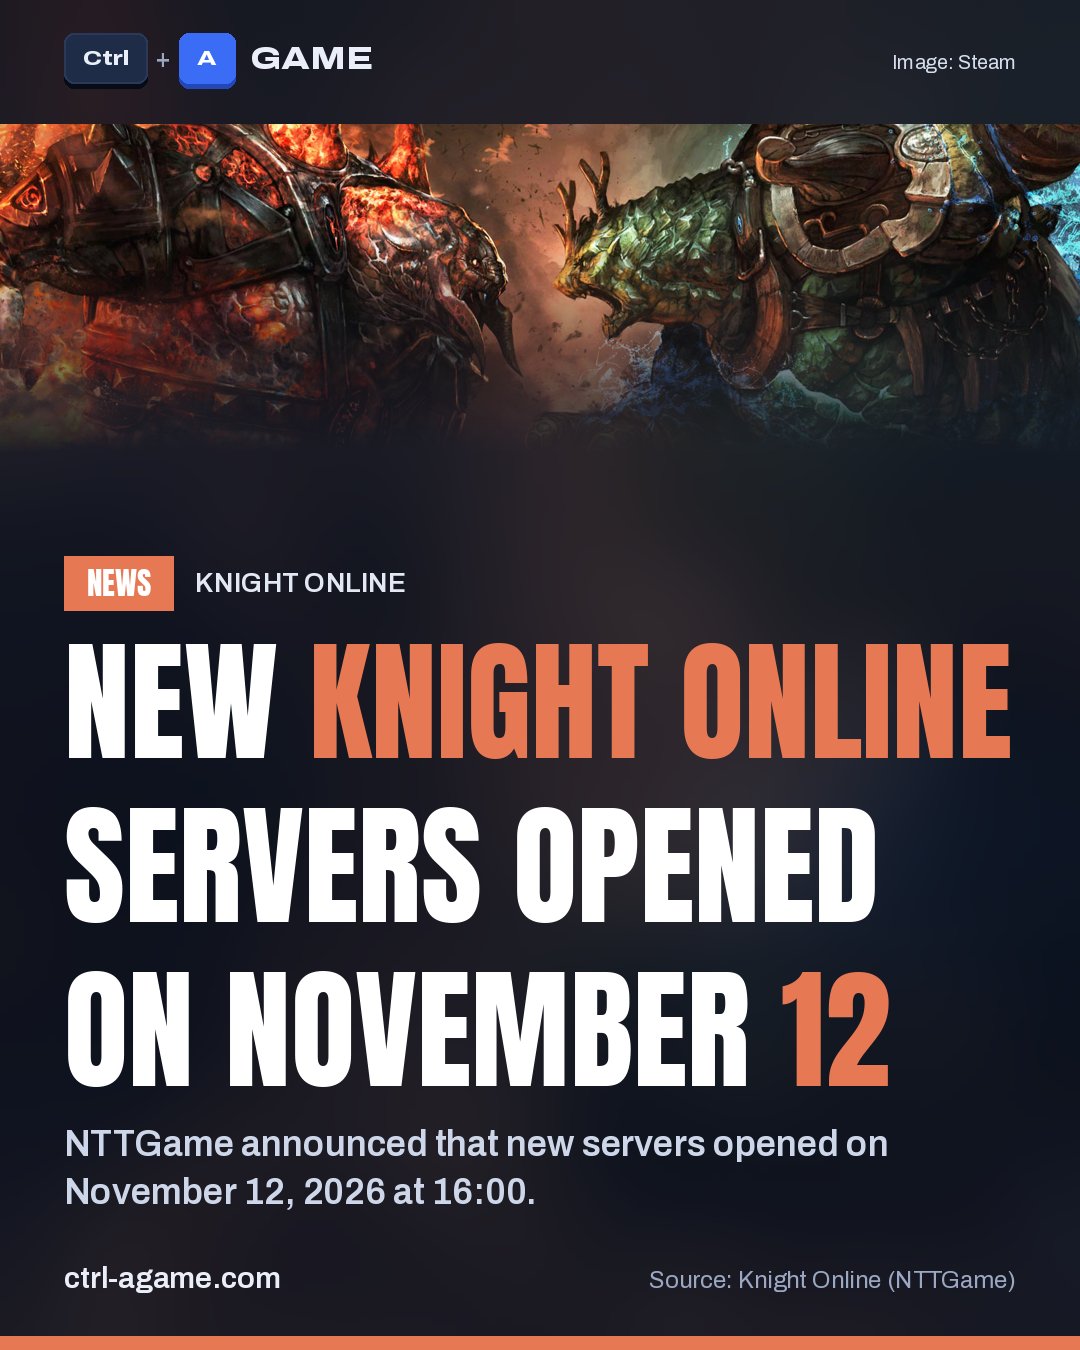 Ctrl + A GAME
Image: Steam
NEWS KNIGHT ONLINE
NEW KNIGHT ONLINE
SERVERS OPENED
ON NOVEMBER 12
NTTGame announced that new servers opened on
November 12, 2026 at 16:00.
ctrl-agame.com
Source: Knight Online (NTTGame)